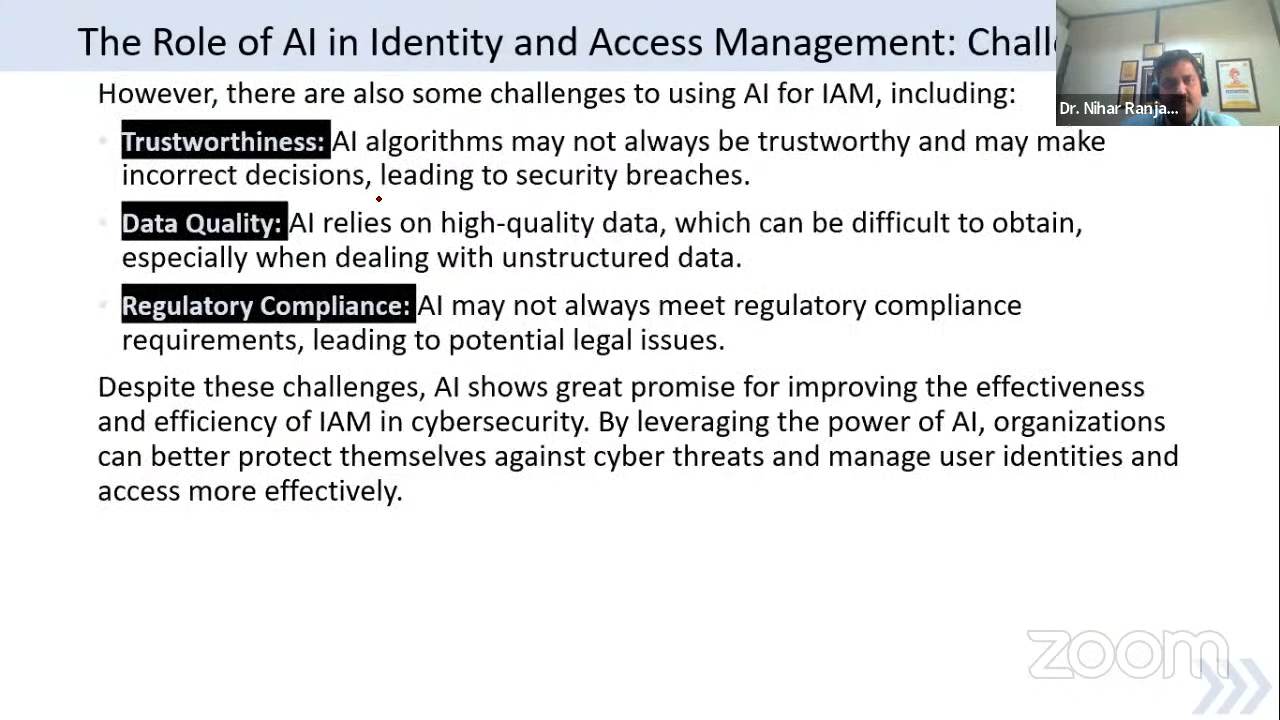 The Role of AI in Identity and Access Management:
Dr. Nihar Ranja...
However, there are also some challenges to using AI for IAM, including:
Trustworthiness: AI algorithms may not always be trustworthy and may make
incorrect decisions, leading to security breaches.
Data Quality: AI relies on high-quality data, which can be difficult to obtain,
especially when dealing with unstructured data.
Regulatory Compliance: AI may not always meet regulatory compliance
requirements, leading to potential legal issues.
Despite these challenges, AI shows great promise for improving the effectiveness
and efficiency of IAM in cybersecurity. By leveraging the power of AI, organizations
can better protect themselves against cyber threats and manage user identities and
access more effectively.
zoom